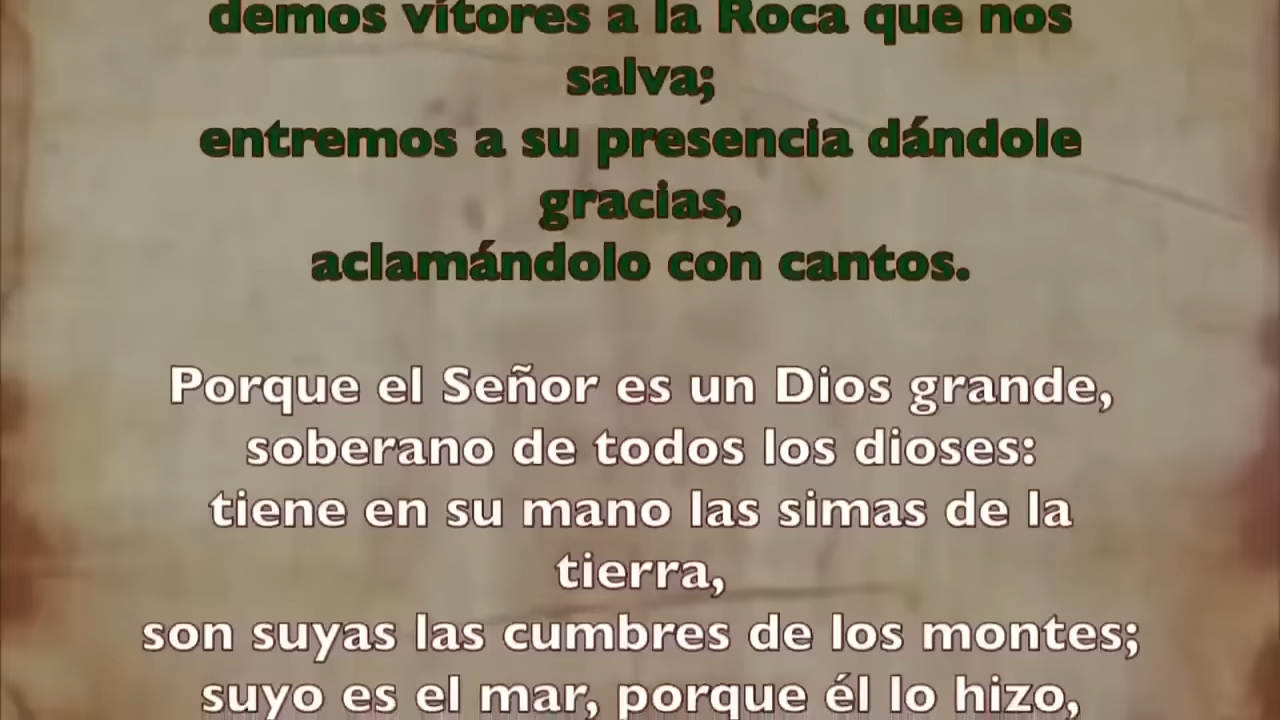 demos vítores a la Roca que nos
salva;
entremos a su presencia dándole
gracias,
aclamándolo con cantos.
Porque el Señor es un Dios grande,
soberano de todos los dioses:
tiene en su mano las simas de la
tierra,
son suyas las cumbres de los montes;
suyo es el mar, porque él lo hizo,